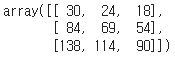 array([[ 30,  24,  18],
       [ 84,  69,  54],
       [138, 114,  90]])